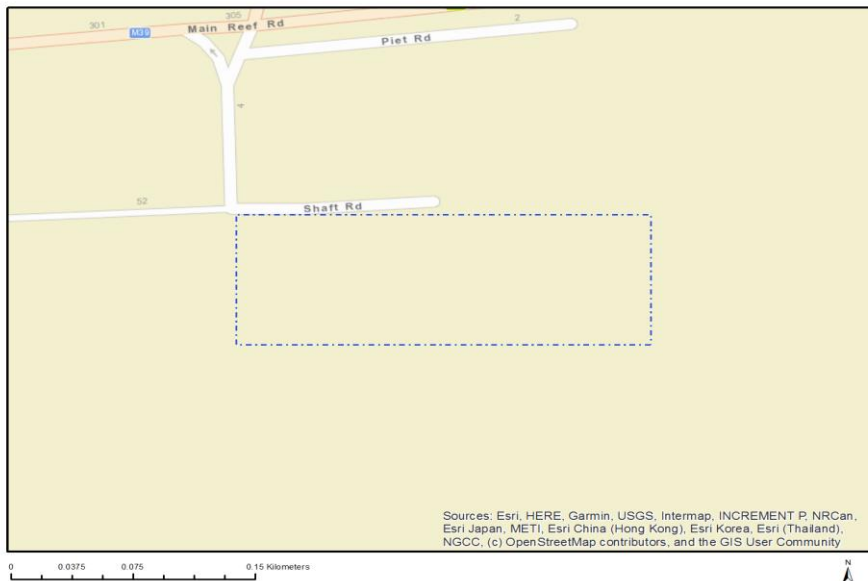 301
305
Main Reef Rd
M39
2
Piet Rd
4
52
Shaft Rd
Sources: Esri, HERE, Garmin, USGS, Intermap, INCREMENT P, NRCan,
Esri Japan, METI, Esri China (Hong Kong), Esri Korea, Esri (Thailand),
NGCC, (c) OpenStreetMap contributors, and the GIS User Community
0 0.0375 0.075 0.15 Kilometers
N